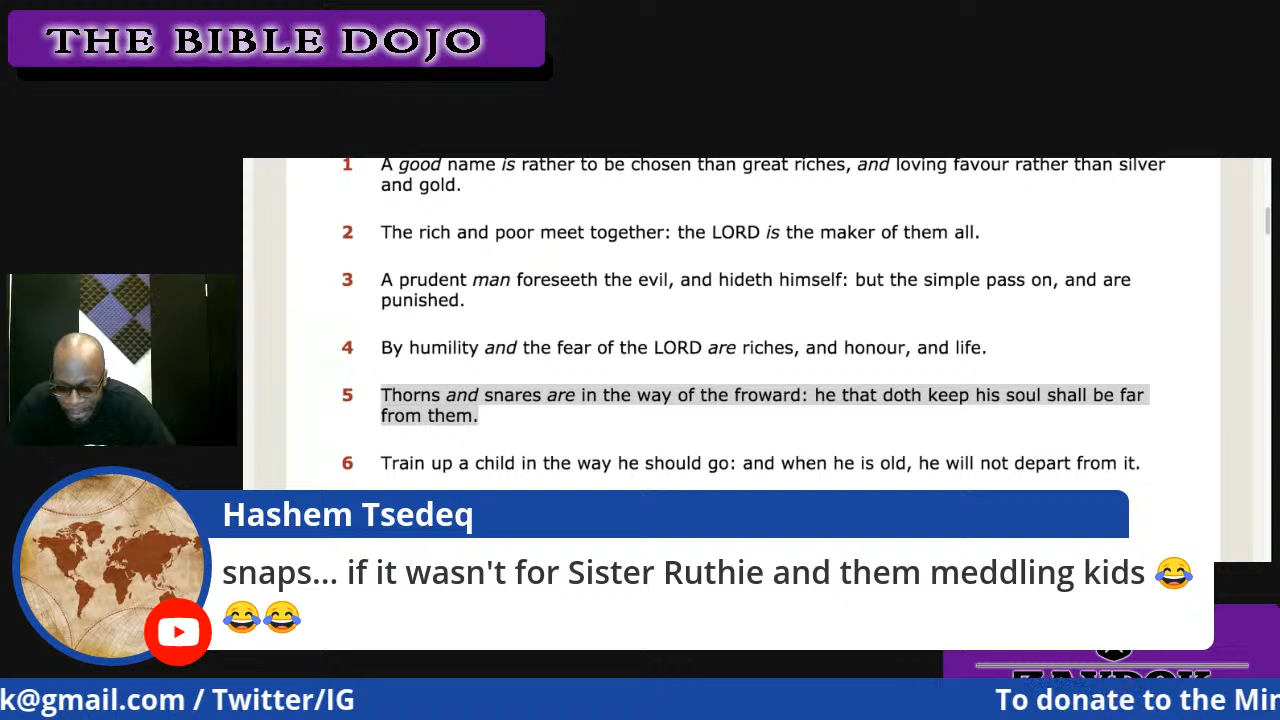 THE BIBLE DOJO
1 A good name is rather to be chosen than great riches, and loving favour rather than silver
and gold.
2 The rich and poor meet together: the LORD is the maker of them all.
3 A prudent man foreseeth the evil, and hideth himself: but the simple pass on, and are
punished.
4 By humility and the fear of the LORD are riches, and honour, and life.
5 Thorns and snares are in the way of the froward: he that doth keep his soul shall be far
from them.
6 Train up a child in the way he should go: and when he is old, he will not depart from it.
Hashem Tsedeq
snaps... if it wasn't for Sister Ruthie and them meddling kids 😂
😂😂
k@gmail.com / Twitter/IG
To donate to the Min